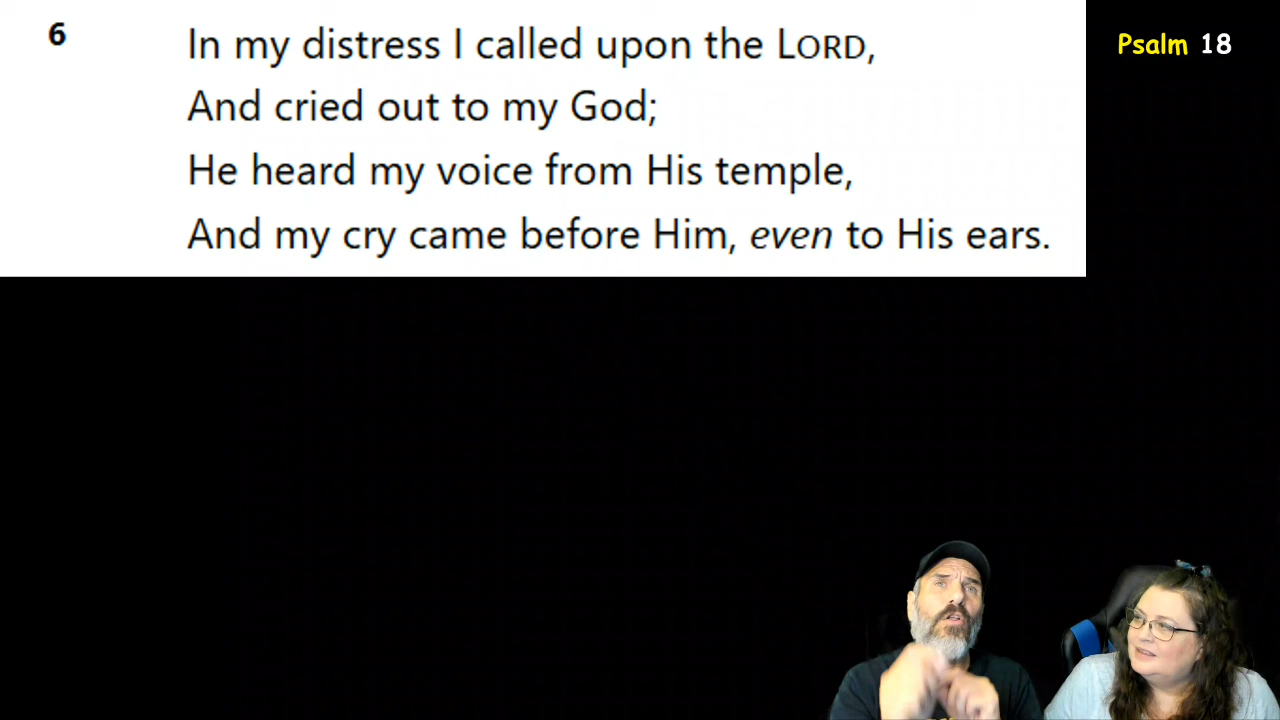 6 In my distress I called upon the LORD,
And cried out to my God;
He heard my voice from His temple,
And my cry came before Him, even to His ears.
Psalm 18